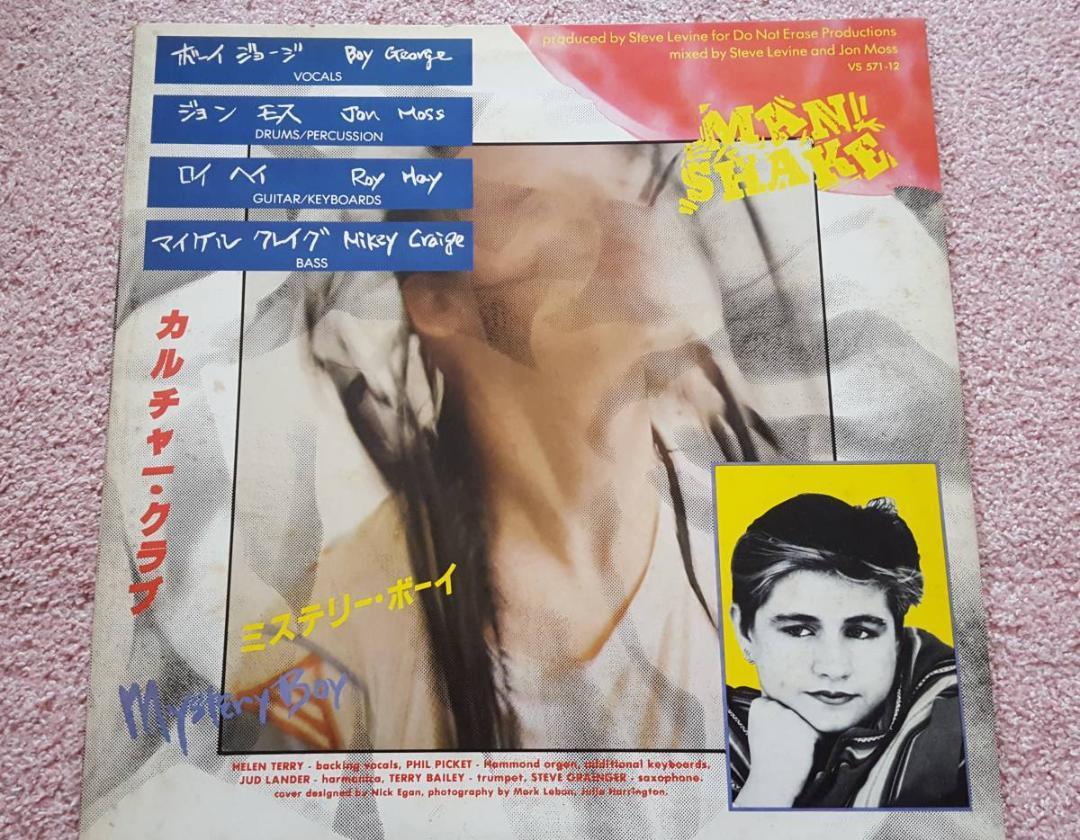 ボーイ ジョージ Boy George
VOCALS
ジョン モス Jon Moss
DRUMS/PERCUSSION
ロイ ヘイ Roy Hay
GUITAR/KEYBOARDS
マイケル クレイグ Mikey Craige
BASS
produced by Steve Levine for Do Not Erase Productions
mixed by Steve Levine and Jon Moss
VS 571-12
MAN
SHAKE
カルチャー・クラブ
ミステリー・ボーイ
Mystery Boy
HELEN TERRY - backing vocals, PHIL PICKET - Hammond organ, additional keyboards,
JUD LANDER - harmonica, TERRY BAILEY - trumpet, STEVE GRAINGER - saxophone.
cover designed by Nick Egan, photography by Mark Lebon, Julia Harrington.